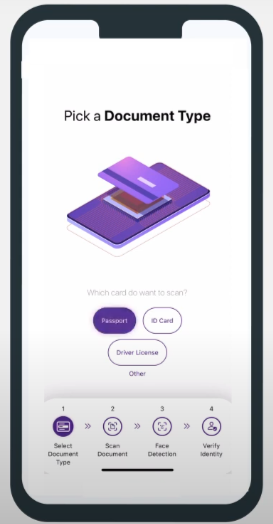 Pick a Document Type
Which card do want to scan?
Passport
ID Card
Driver License
Other
1
2
3
4
Select
Document
Type
Scan
Document
Face
Detection
Verify
Identity